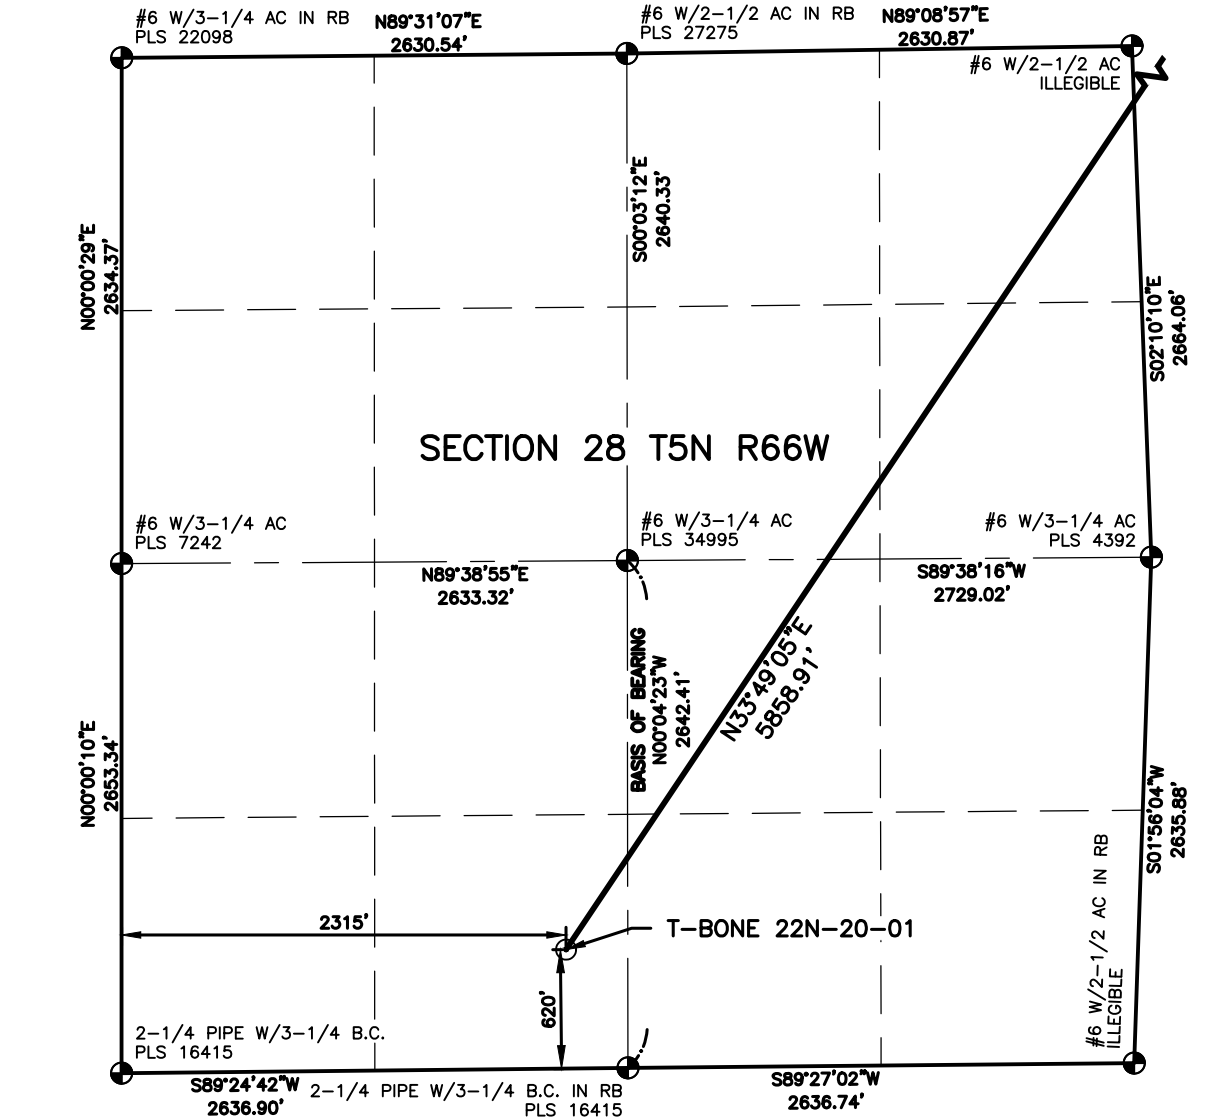 #6 W/3-1/4 AC IN RB
PLS 22098
N89°31'07"E
2630.54'
#6 W/2-1/2 AC IN RB
PLS 27275
N89°08'57"E
2630.87'
#6 W/2-1/2 AC
ILLEGIBLE
S00°03'12"E
2640.33'
N00°00'29"E
2634.37'
S02°10'10"E
2664.06'
SECTION 28 T5N R66W
#6 W/3-1/4 AC
PLS 7242
#6 W/3-1/4 AC
PLS 34995
#6 W/3-1/4 AC
PLS 4392
N89°38'55"E
2633.32'
S89°38'16"W
2729.02'
BASIS OF BEARING
N00°04'23"W
2642.41'
N33°49'05"E
5858.91'
N00°00'10"E
2653.34'
S01°56'04"W
2635.88'
2315'
T-BONE 22N-20-01
620'
#6 W/2-1/2 AC IN RB
ILLEGIBLE
2-1/4 PIPE W/3-1/4 B.C.
PLS 16415
S89°24'42"W
2636.90'
2-1/4 PIPE W/3-1/4 B.C. IN RB
PLS 16415
S89°27'02"W
2636.74'